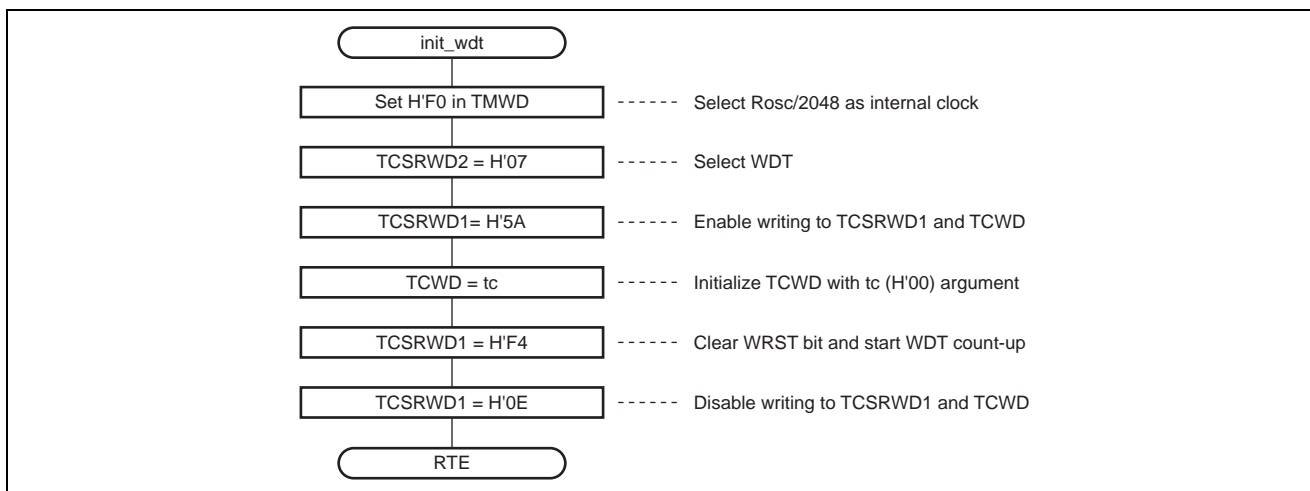 init_wdt
Set H'F0 in TMWD ------ Select Rosc/2048 as internal clock
TCSRWD2 = H'07 ------ Select WDT
TCSRWD1= H'5A ------ Enable writing to TCSRWD1 and TCWD
TCWD = tc ------ Initialize TCWD with tc (H'00) argument
TCSRWD1 = H'F4 ------ Clear WRST bit and start WDT count-up
TCSRWD1 = H'0E ------ Disable writing to TCSRWD1 and TCWD
RTE